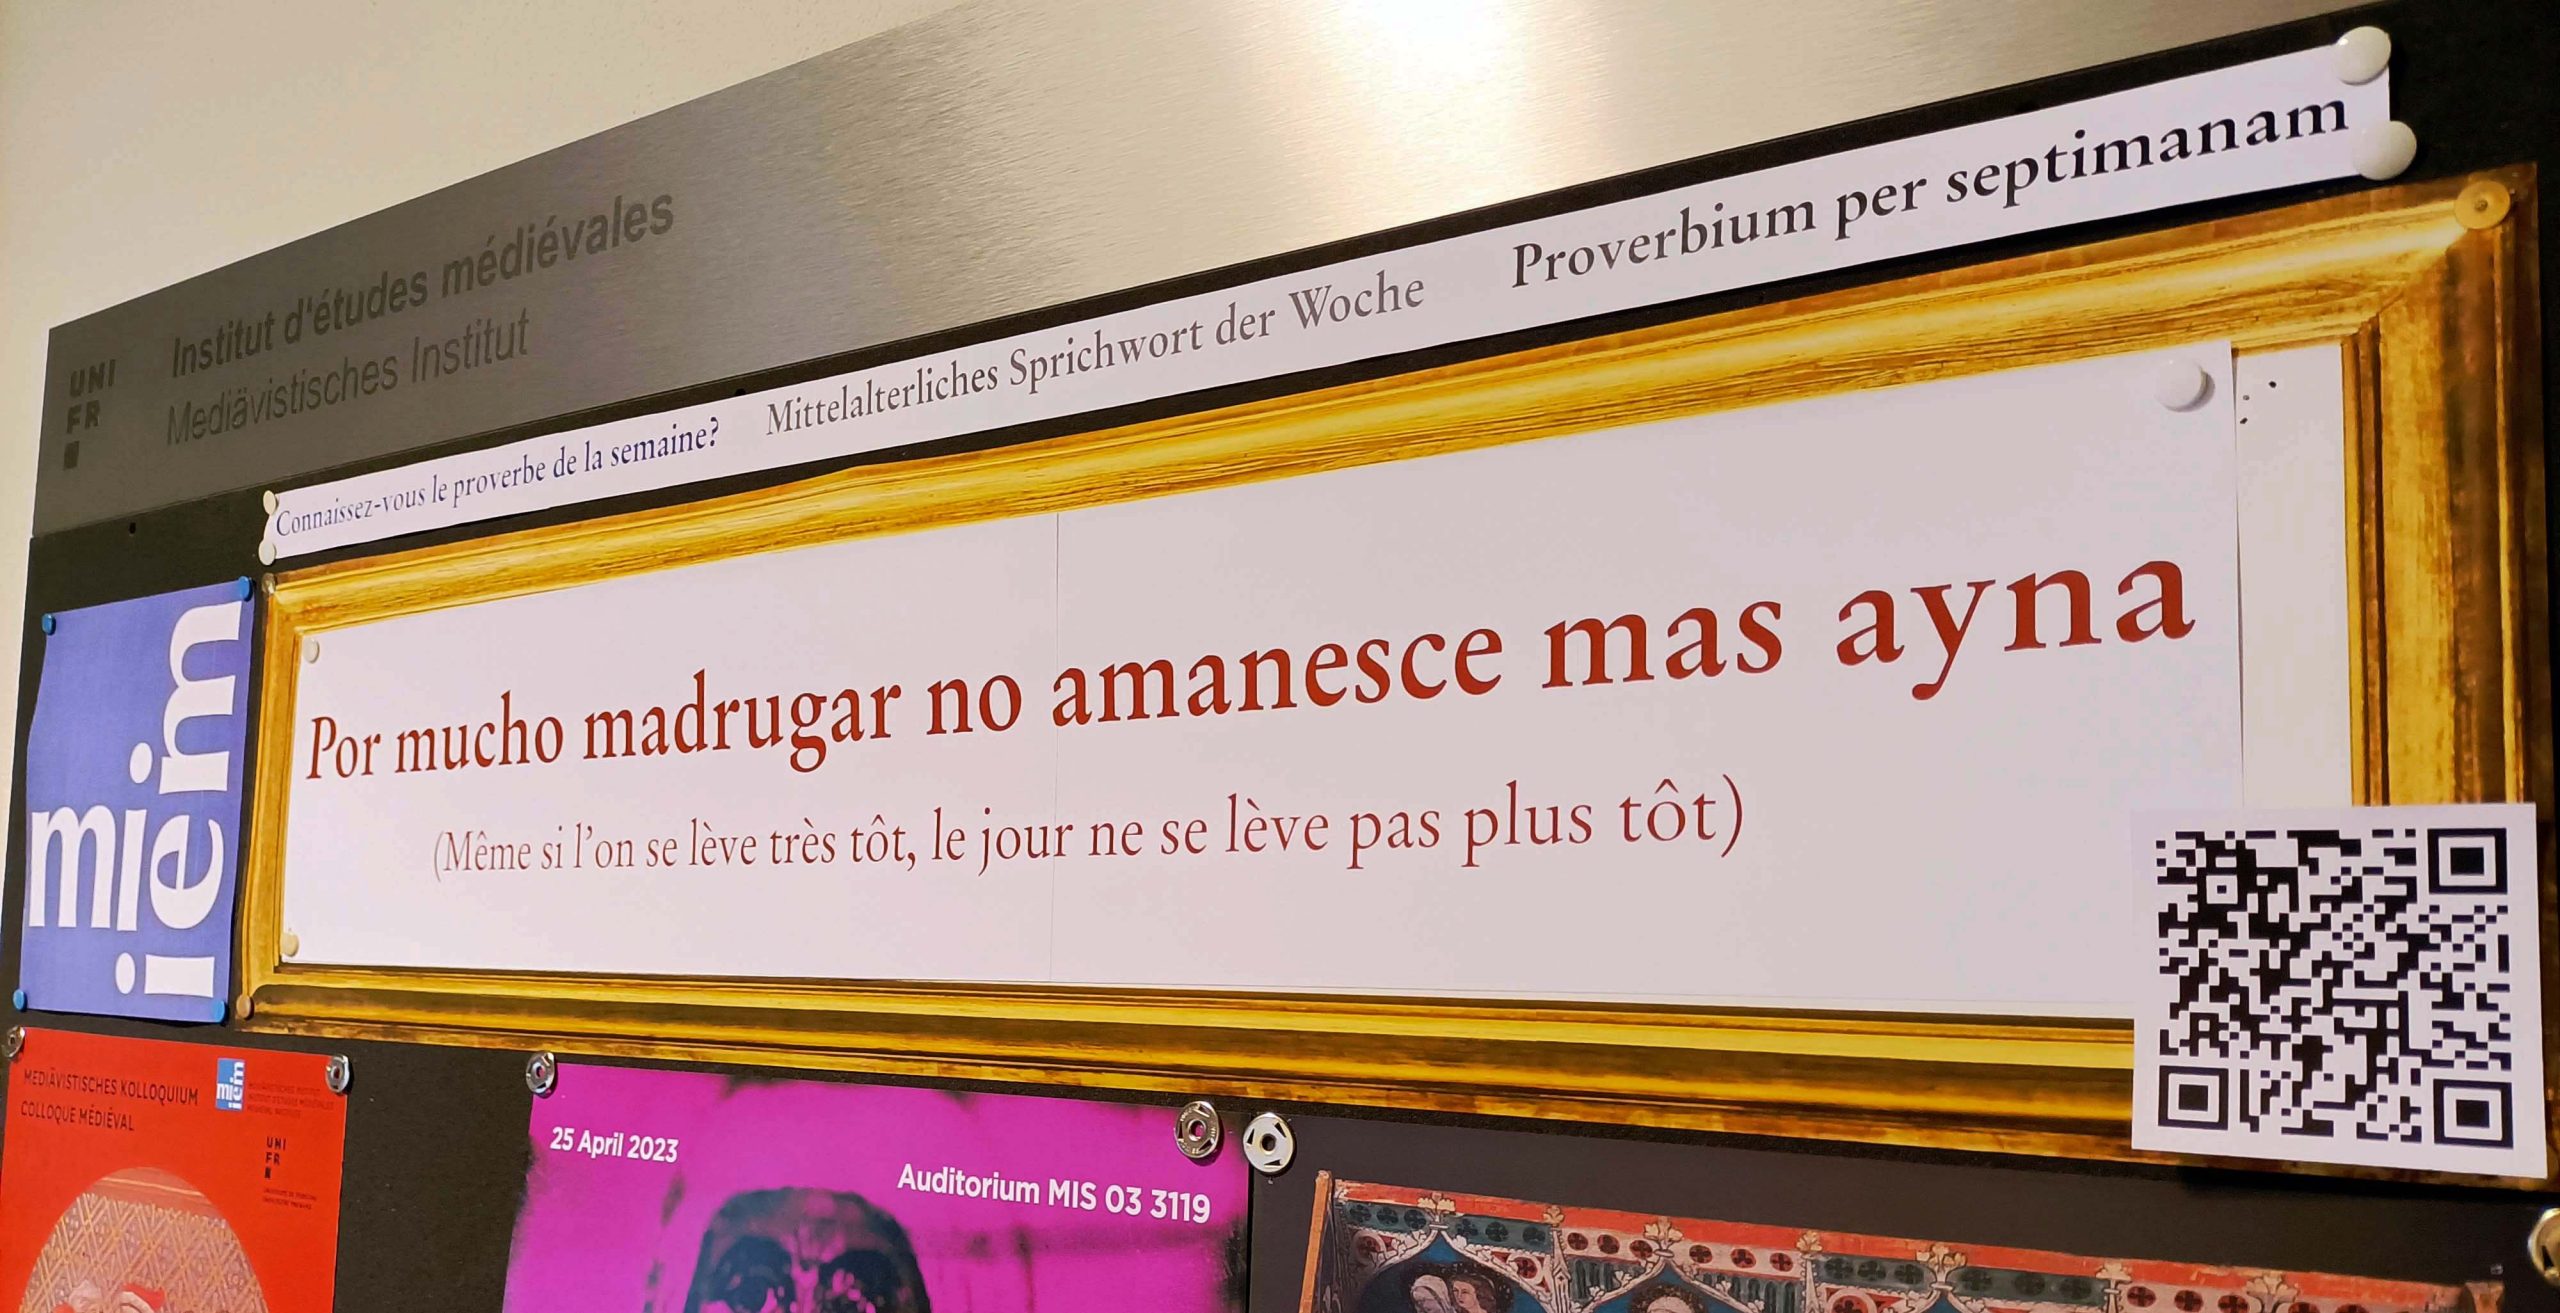 UNI
FR
Institut d'études médiévales
Mediävistisches Institut
Connaissez-vous le proverbe de la semaine? Mittelalterliches Sprichwort der Woche Proverbium per septimanam
Por mucho madrugar no amanesce mas ayna
(Même si l'on se lève très tôt, le jour ne se lève pas plus tôt)
mi
iem
MEDIÄVISTISCHES KOLLOQUIUM
COLLOQUE MÉDIÉVAL
UNI
FR
25 April 2023
Auditorium MIS 03 3119